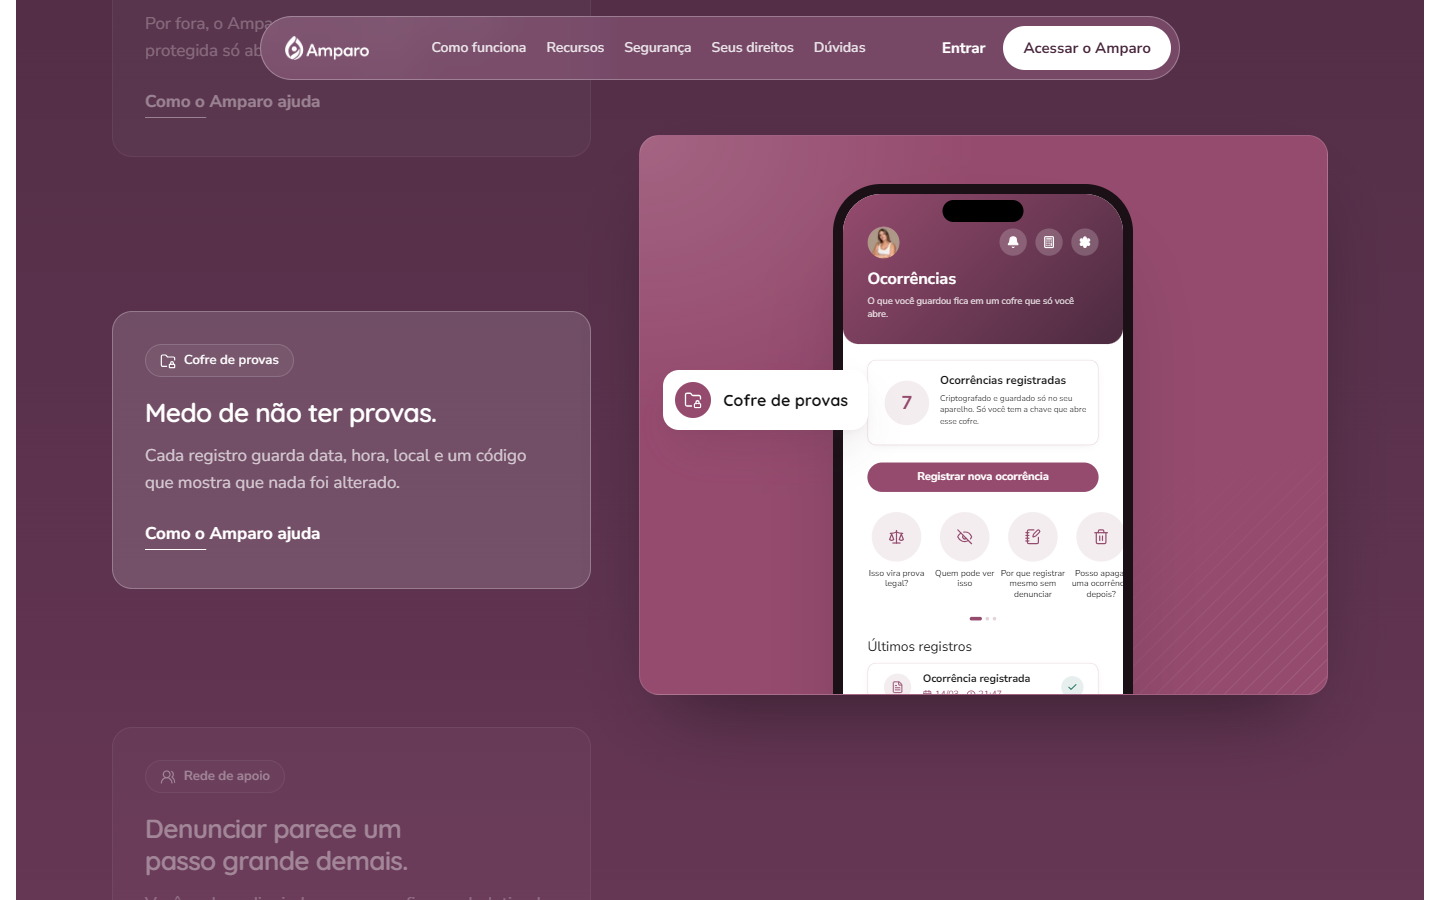 Por fora, o
protegida só
Amparo
Como funciona
Recursos
Segurança
Seus direitos
Dúvidas
Entrar
Acessar o Amparo
Como o Amparo ajuda
Cofre de provas
Medo de não ter provas.
Cada registro guarda data, hora, local e um código
que mostra que nada foi alterado.
Como o Amparo ajuda
Rede de apoio
Denunciar parece um
passo grande demais.
Ocorrências
O que você guardou fica em um cofre que só você
abre.
Cofre de provas
7
Ocorrências registradas
Criptografado e guardado só no seu
aparelho. Só você tem a chave que abre
esse cofre.
Registrar nova ocorrência
Isso vira prova
legal?
Quem pode ver
isso
Por que registrar
mesmo sem
denunciar
Posso apaga
uma ocorrênc
depois?
Últimos registros
Ocorrência registrada
14/03 21:47